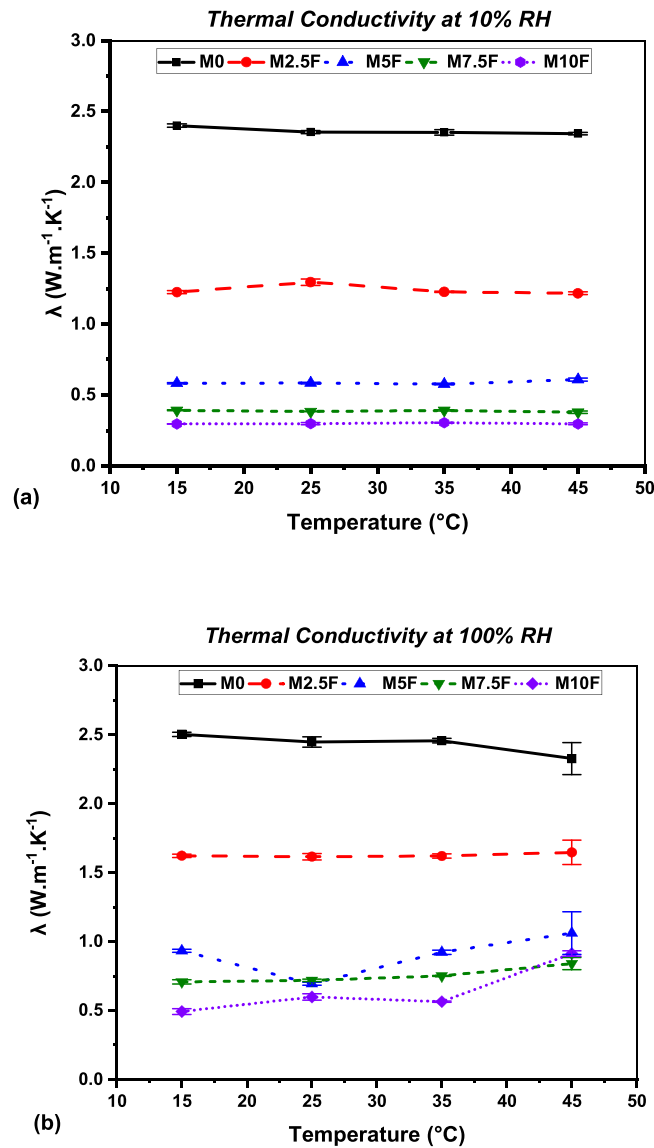 Thermal Conductivity at 10% RH
M0 M2.5F M5F M7.5F M10F
3.0
2.5
2.0
1.5
1.0
0.5
0.0
λ (W.m⁻¹.K⁻¹)
10 15 20 25 30 35 40 45 50
Temperature (°C)
(a)
Thermal Conductivity at 100% RH
M0 M2.5F M5F M7.5F M10F
3.0
2.5
2.0
1.5
1.0
0.5
0.0
λ (W.m⁻¹.K⁻¹)
10 15 20 25 30 35 40 45 50
Temperature (°C)
(b)